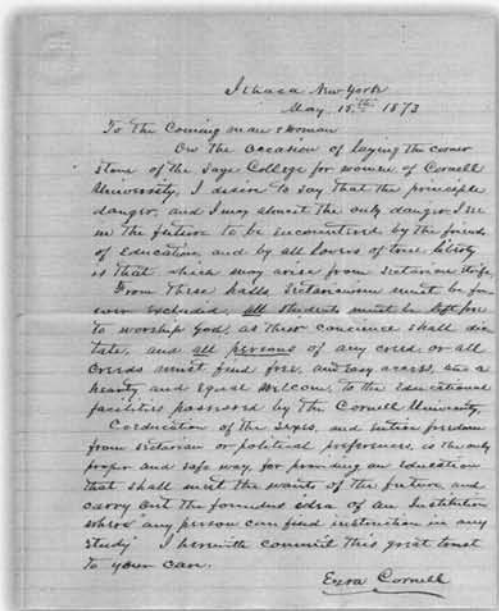 Ithaca New York
May 15th 1873
To the Coming man & woman
On the occasion of laying the corner
stone of the Sage College for women of Cornell
University, I desire to say that the principle
danger, and I may almost the only danger I see
in the future to be encountered by the friends
of education, and by all lovers of true liberty
is that which may arise from sectarian strife.
From these halls, sectarianism must be for
ever excluded, all students must be left free
to worship God, as their concience shall dic
tate, and all persons of any creed or all
creeds must find free, and easy access, and a
hearty and equal welcome, to the educational
facilities possessed by the Cornell University.
Coeducation of the sexes, and entire freedom
from sectarian or political preferences, is the only
proper and safe way, for providing an education
that shall meet the wants of the future and
carry out the founders idea of an Institution
where "any person can find instruction in any
study" I herewith commit this great trust
to your care.
Ezra Cornell